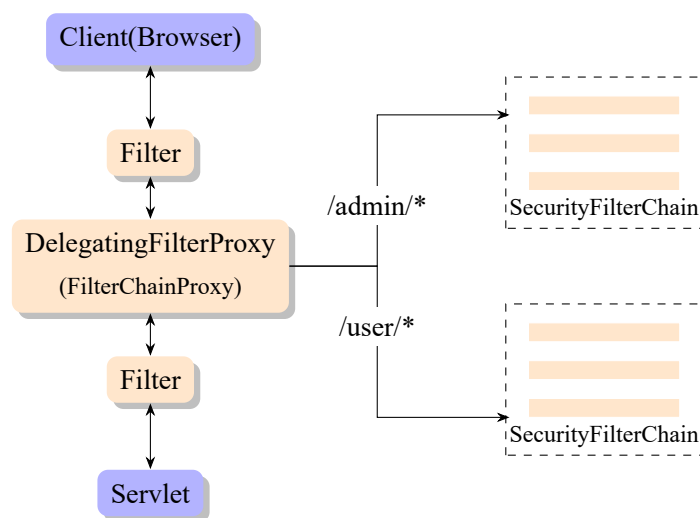 Client(Browser)
Filter
DelegatingFilterProxy
(FilterChainProxy)
Filter
Servlet
/admin/*
/user/*
SecurityFilterChain
SecurityFilterChain